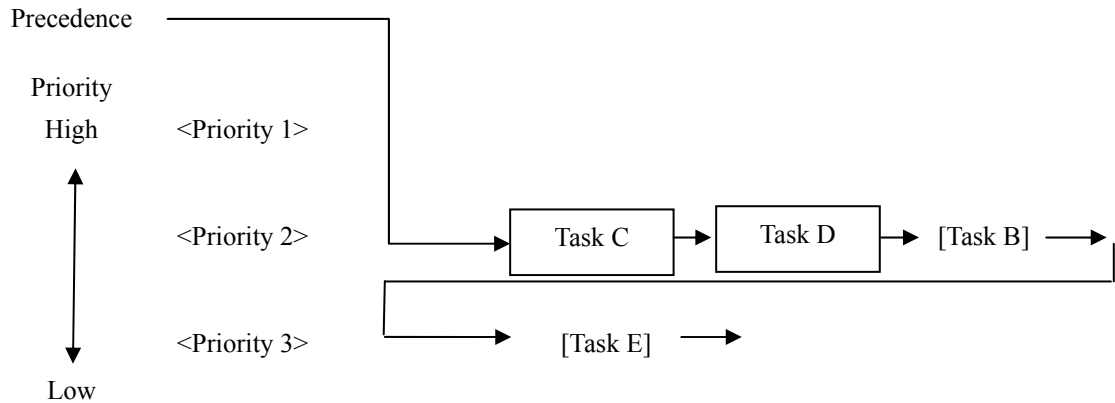 Precedence
Priority
High
<Priority 1>
<Priority 2>
Task C
Task D
[Task B]
<Priority 3>
[Task E]
Low